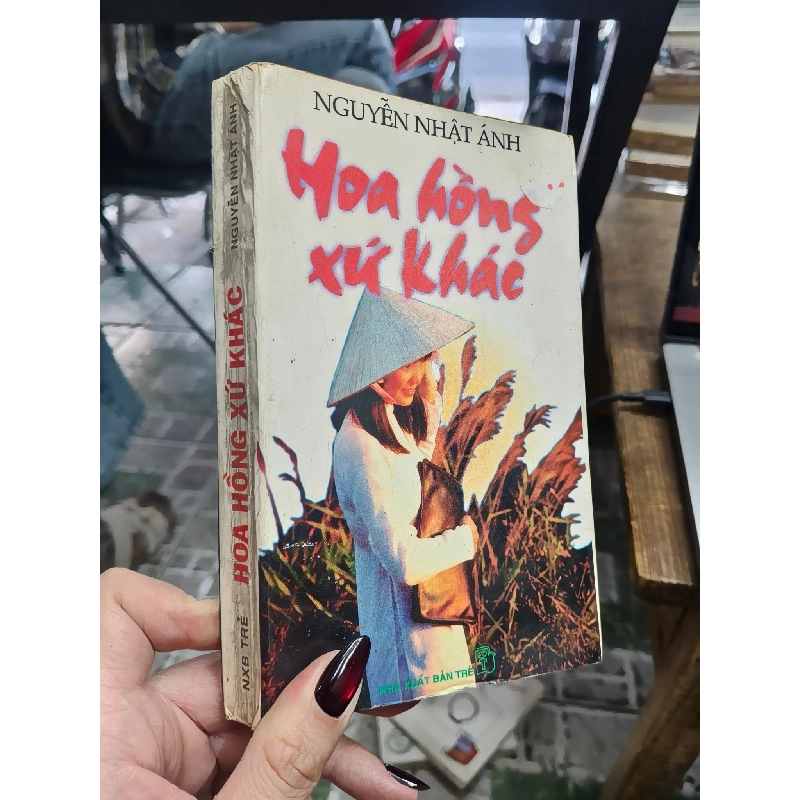 NGUYỄN NHẬT ÁNH
Hoa hồng
xứ khác
NHÀ XUẤT BẢN TRẺ
NXB TRẺ HOA HỒNG XỨ KHÁC NGUYỄN NHẬT ÁNH